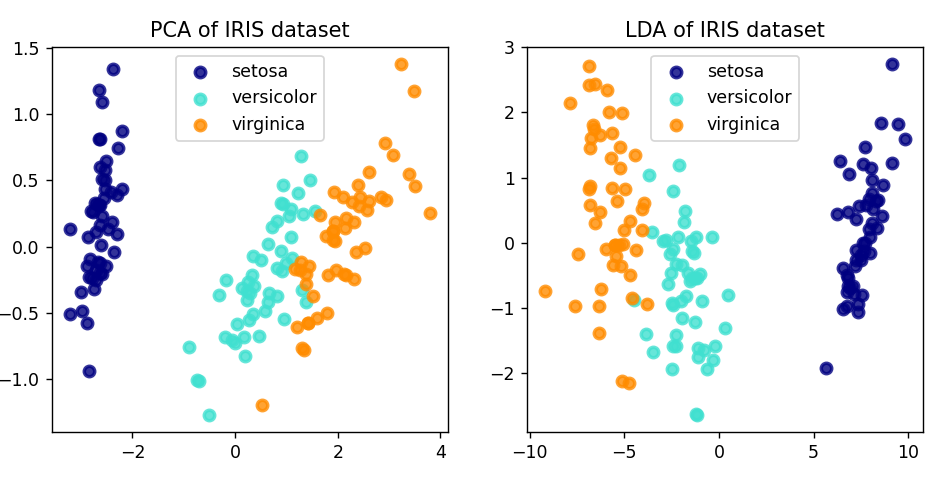 PCA of IRIS dataset
1.5
1.0
0.5
0.0
−0.5
−1.0
−2
0
2
4
setosa
versicolor
virginica
LDA of IRIS dataset
3
2
1
0
−1
−2
−10
−5
0
5
10
setosa
versicolor
virginica